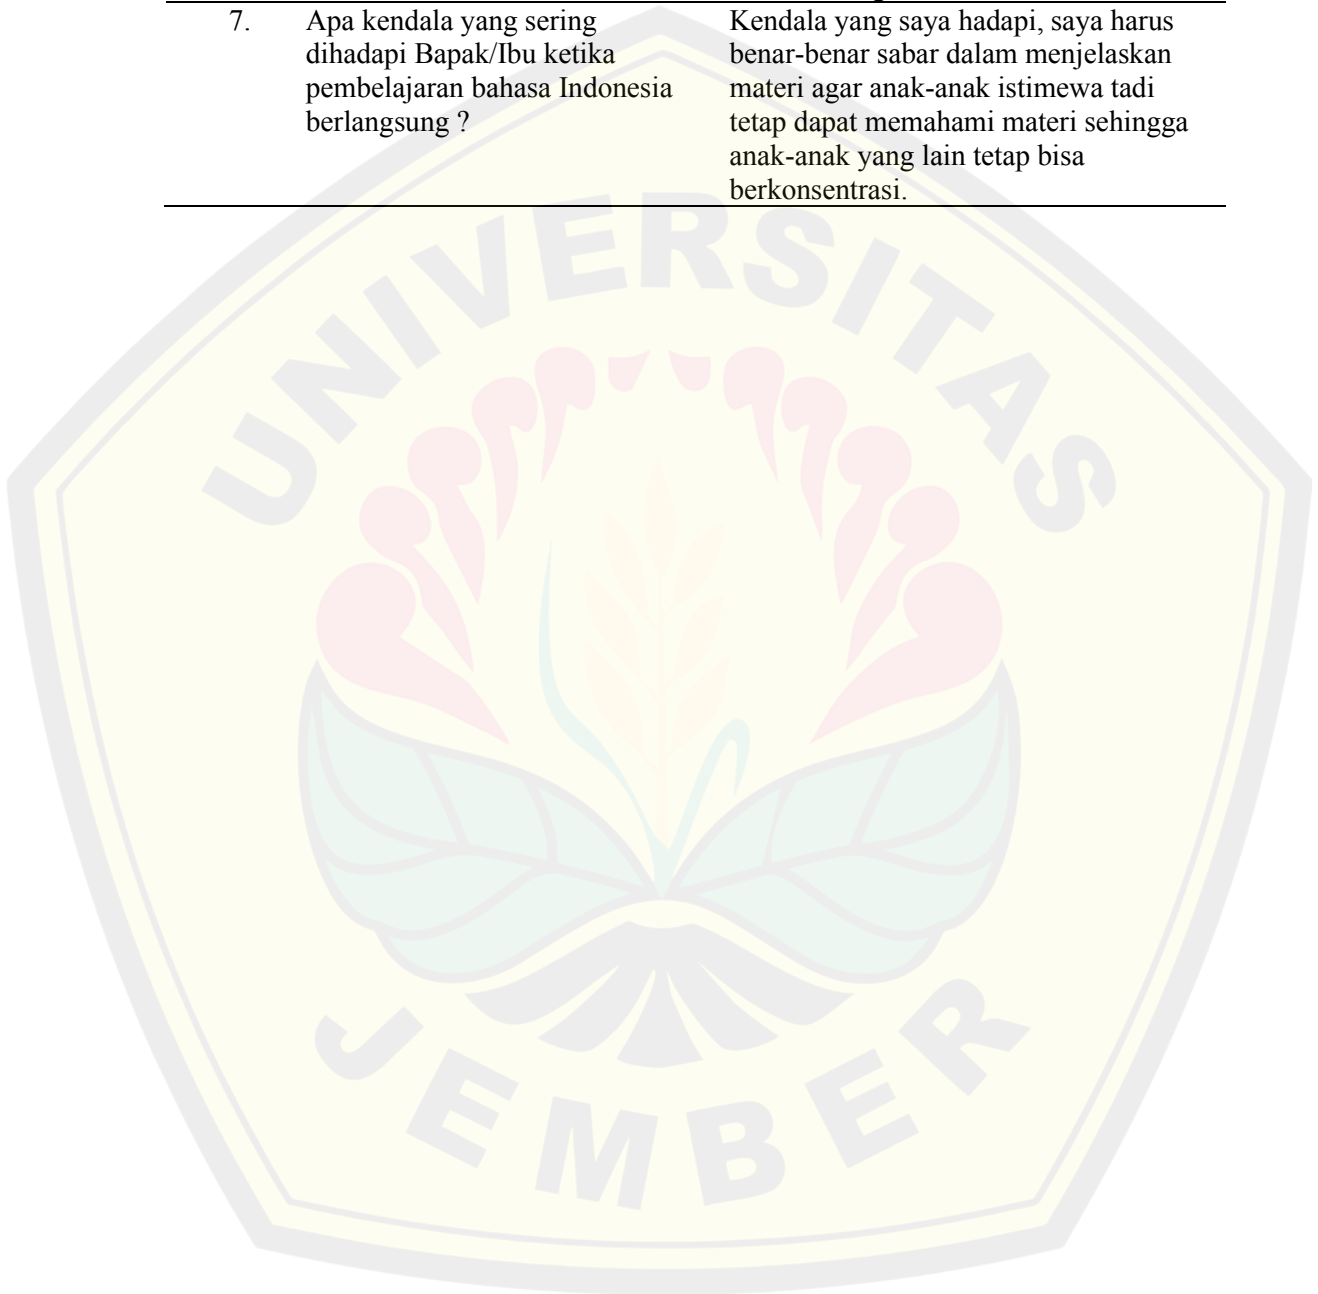 7. Apa kendala yang sering
dihadapi Bapak/Ibu ketika
pembelajaran bahasa Indonesia
berlangsung ?
Kendala yang saya hadapi, saya harus
benar-benar sabar dalam menjelaskan
materi agar anak-anak istimewa tadi
tetap dapat memahami materi sehingga
anak-anak yang lain tetap bisa
berkonsentrasi.
UNIVERSITAS
JEMBER